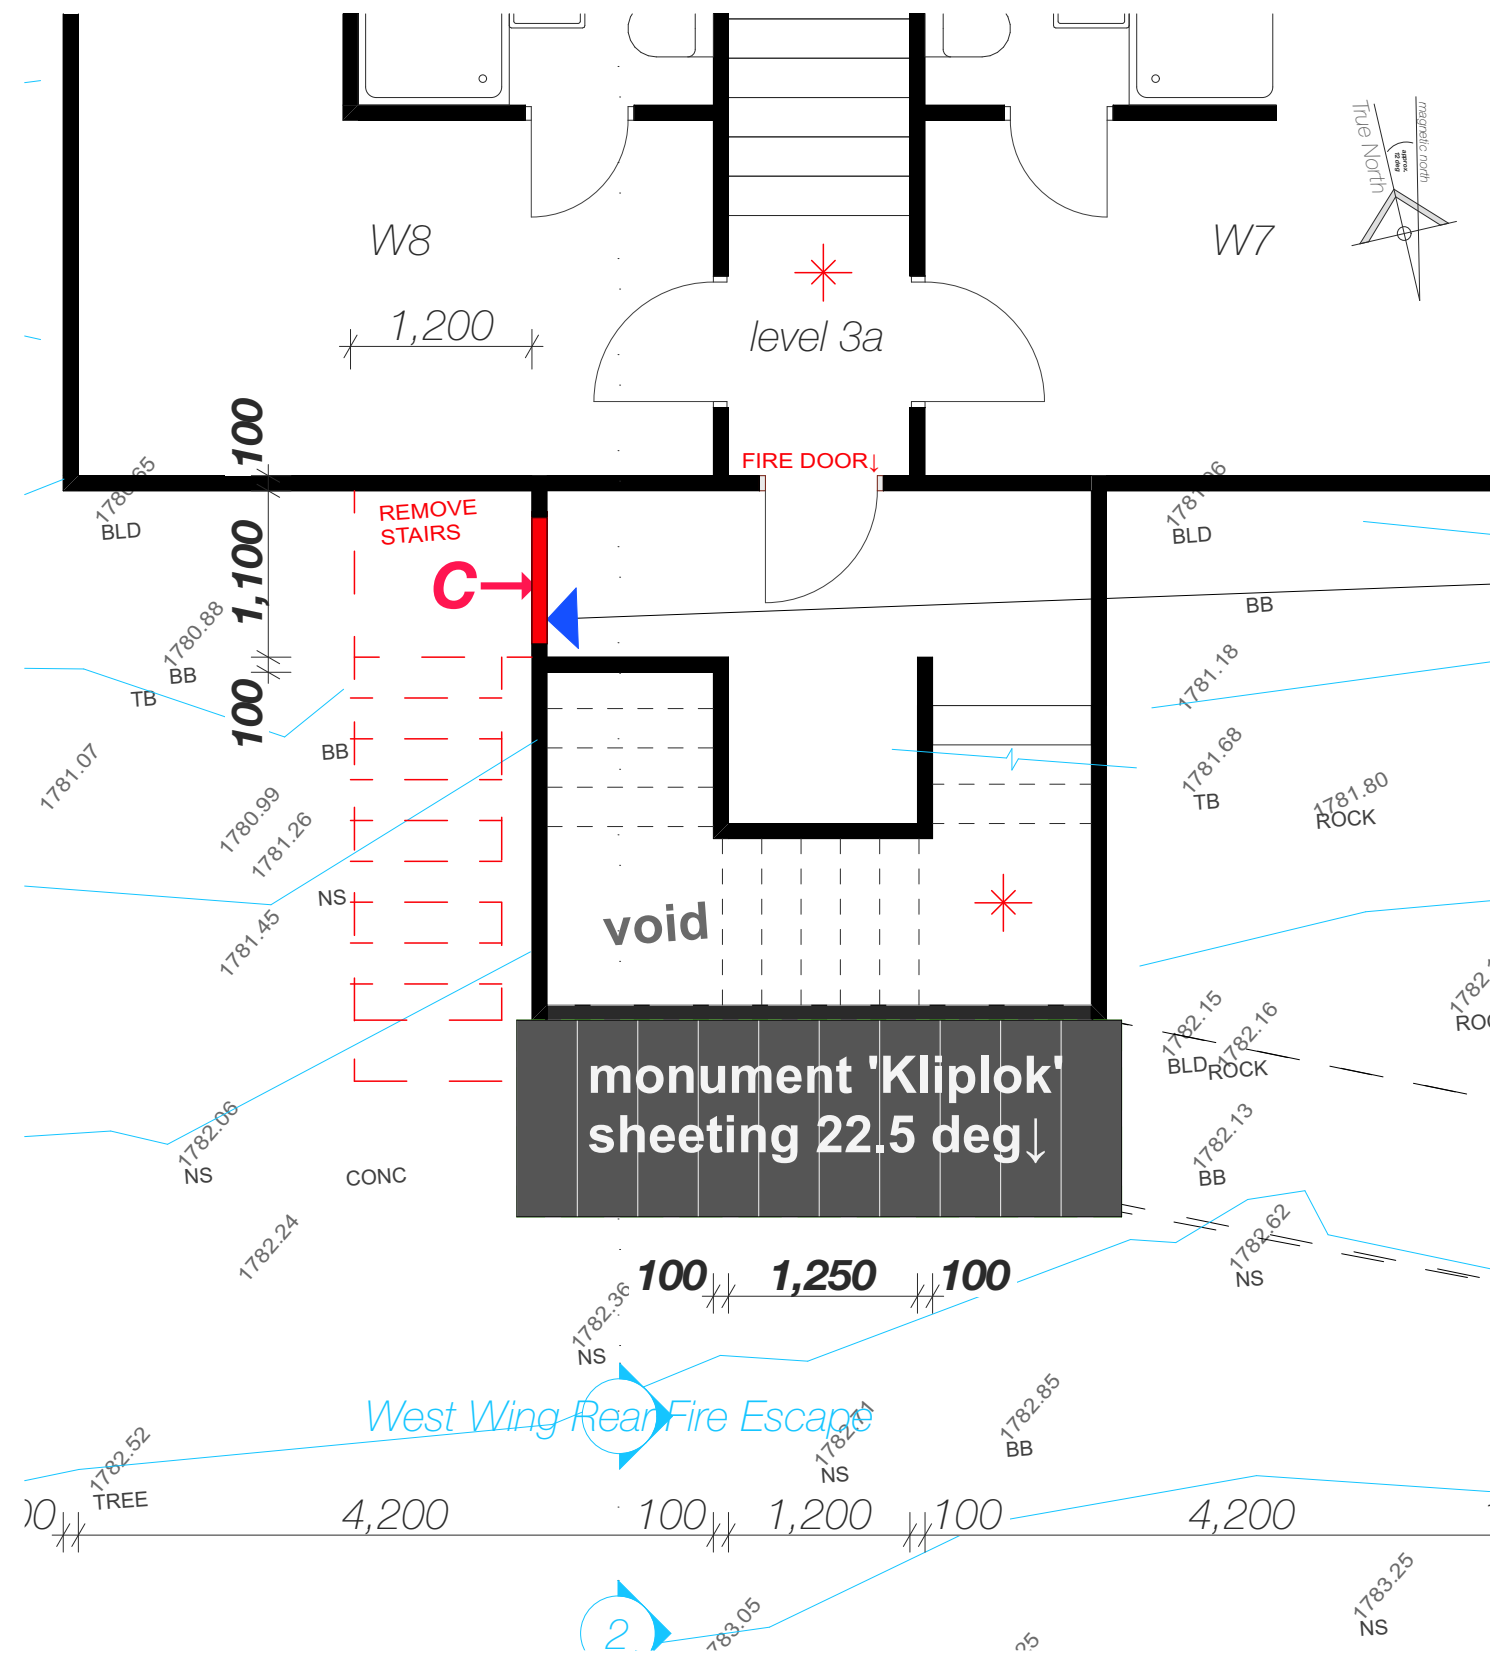 magnetic north
True North
approx.
12 deg
W8
W7
1,200
level 3a
100
FIRE DOOR↓
BLD
REMOVE
STAIRS
BLD
1,100
C
BB
1780.88
BB
TB
1781.18
100
BB
1781.07
1781.68
TB
1780.99
1781.26
1781.80
ROCK
NS
1781.45
void
1782.15
1782.16
BLD
ROCK
monument 'Kliplok'
sheeting 22.5 deg↓
1782.06
NS
CONC
1782.13
BB
1782.24
1782.62
NS
100
1,250
100
1782.36
NS
West Wing Rear Fire Escape
1782.85
BB
1782.71
NS
1782.52
TREE
4,200
100
1,200
100
4,200
1783.25
NS
2